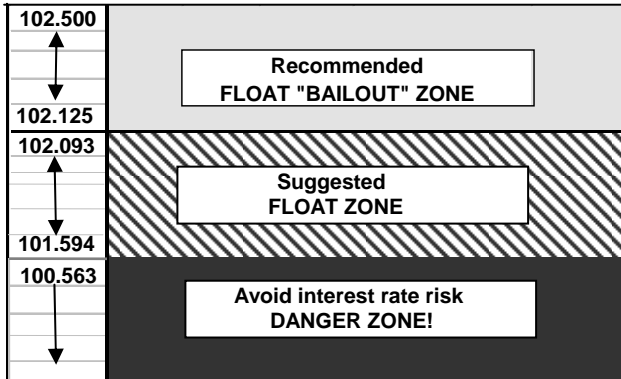 102.500
Recommended
FLOAT "BAILOUT" ZONE
102.125
102.093
Suggested
FLOAT ZONE
101.594
100.563
Avoid interest rate risk
DANGER ZONE!